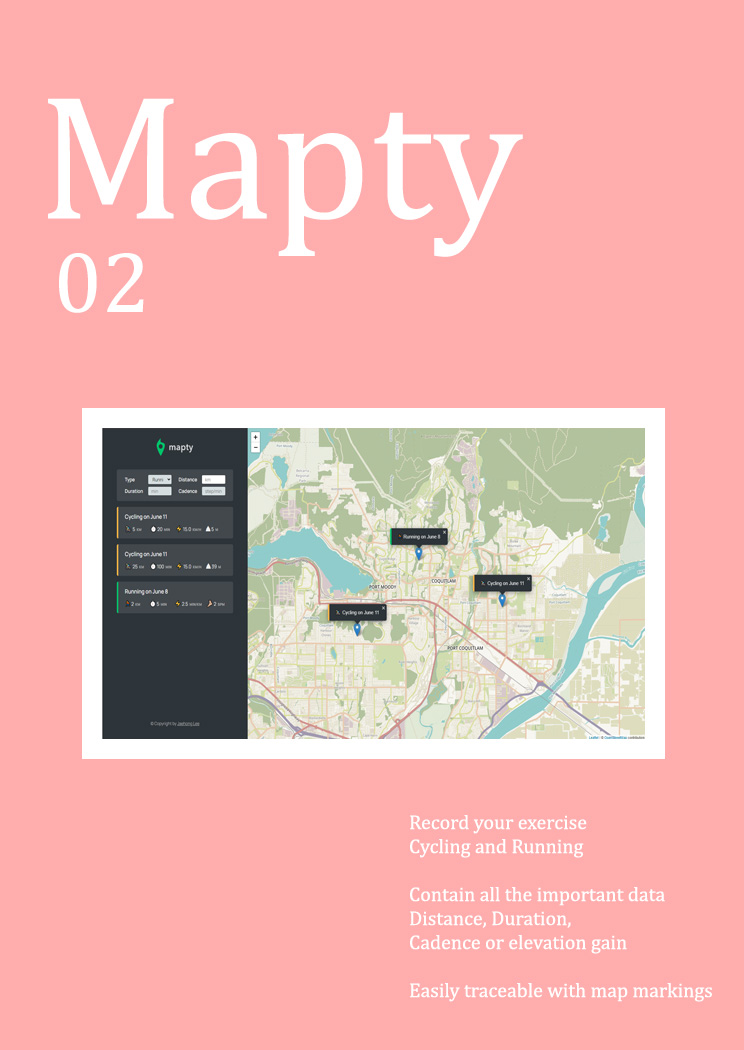 Mapty
02
mapty
Type Runni Distance km
Duration min Cadence step/min
Cycling on June 11
5 KM 20 MIN 15.0 KM/H 5 M
Cycling on June 11
25 KM 100 MIN 15.0 KM/H 39 M
Running on June 8
2 KM 5 MIN 2.5 MIN/KM 2 SPM
© Copyright by
+
−
Running on June 8
Cycling on June 11
Cycling on June 11
PORT MOODY
COQUITLAM
PORT COQUITLAM
Leaflet | © OpenStreetMap contributors
Record your exercise
Cycling and Running
Contain all the important data
Distance, Duration,
Cadence or elevation gain
Easily traceable with map markings